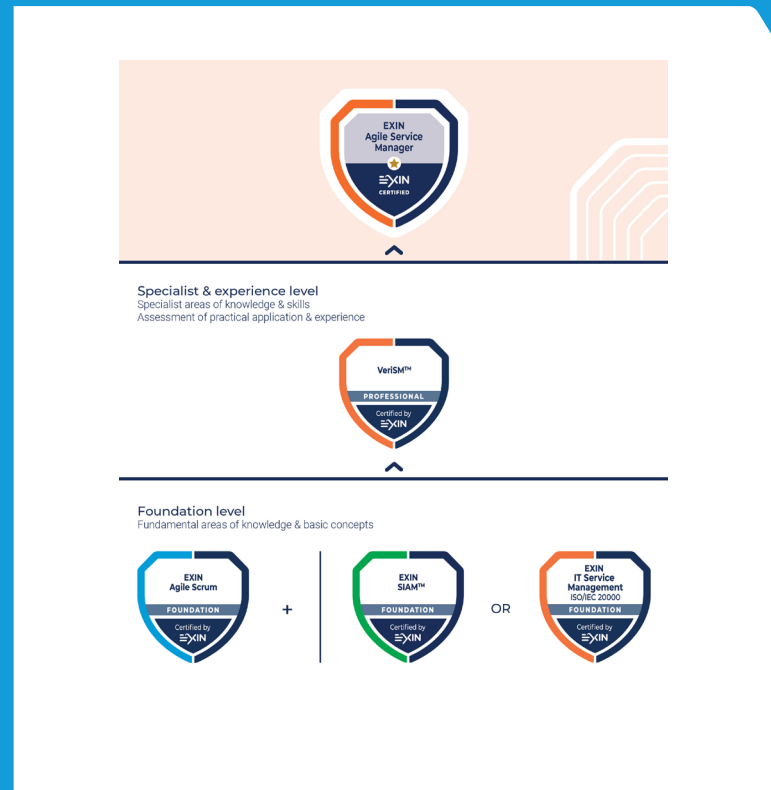 EXIN
Agile Service
Manager
EXIN
CERTIFIED
Specialist & experience level
Specialist areas of knowledge & skills
Assessment of practical application & experience
VeriSM™
PROFESSIONAL
Certified by
EXIN
Foundation level
Fundamental areas of knowledge & basic concepts
EXIN
Agile Scrum
FOUNDATION
Certified by
EXIN
+
EXIN
SIAM™
FOUNDATION
Certified by
EXIN
OR
EXIN
IT Service
Management
ISO/IEC 20000
FOUNDATION
Certified by
EXIN